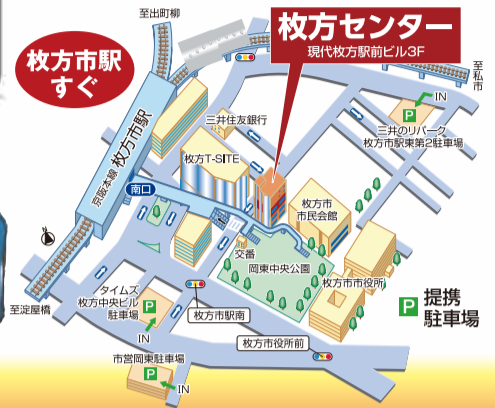 至出町柳
枚方センター
現代枚方駅前ビル3F
枚方市駅
すぐ
至私市
IN
P
三井住友銀行
三井のリパーク
枚方市駅東第2駐車場
京阪本線 枚方市駅
枚方T-SITE
南口
枚方市
市民会館
交番
岡東中央公園
枚方市市役所
至淀屋橋
タイムズ
枚方中央ビル
駐車場
P
IN
枚方市駅南
P 提携
駐車場
枚方市役所前
市営岡東駐車場
P
IN